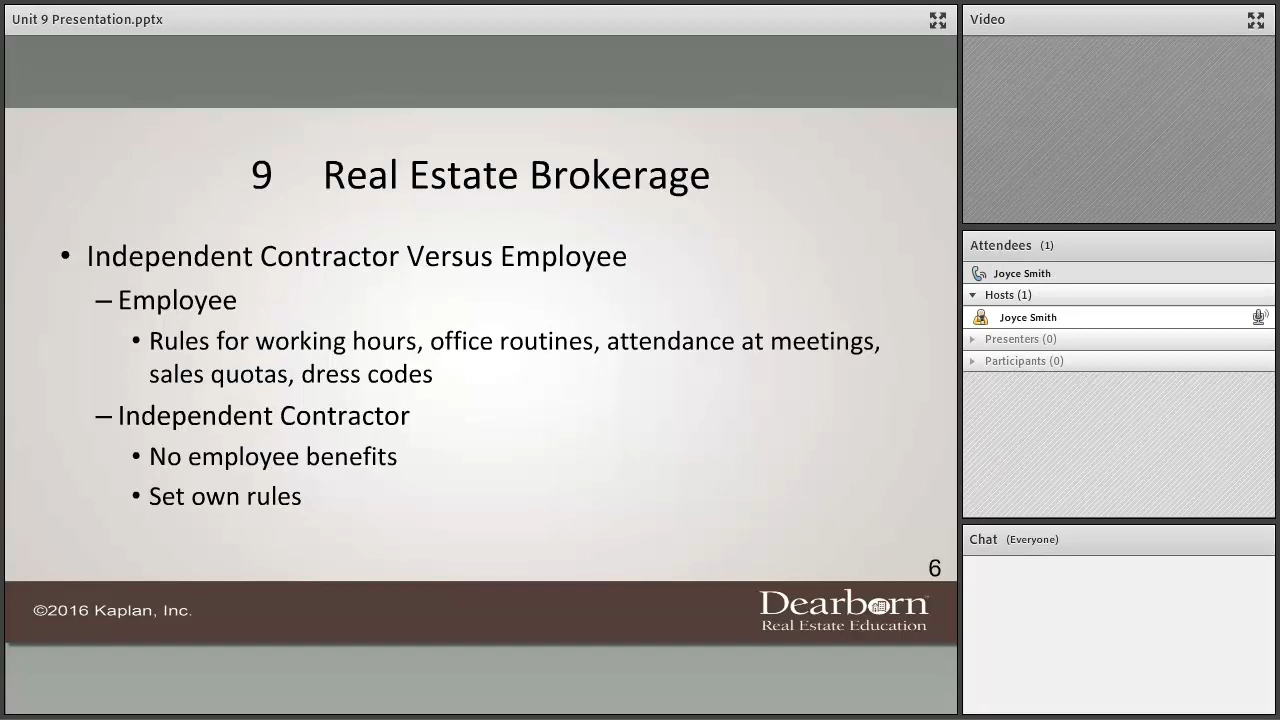 Unit 9 Presentation.pptx
9 Real Estate Brokerage
• Independent Contractor Versus Employee
– Employee
• Rules for working hours, office routines, attendance at meetings,
sales quotas, dress codes
– Independent Contractor
• No employee benefits
• Set own rules
6
©2016 Kaplan, Inc.
Dearborn™
Real Estate Education
Video
Attendees (1)
Joyce Smith
Hosts (1)
Joyce Smith
Presenters (0)
Participants (0)
Chat (Everyone)